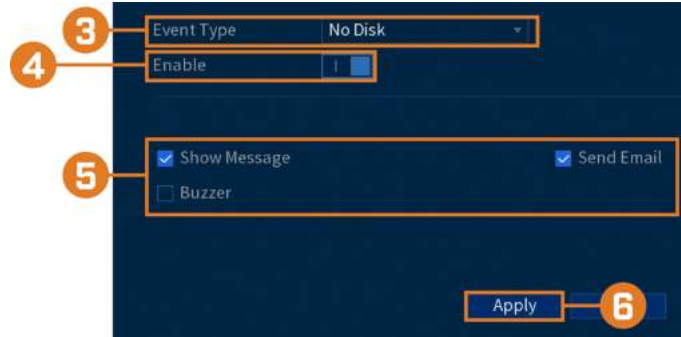 3 Event Type No Disk
4 Enable
5 Show Message Send Email
Buzzer
Apply 6